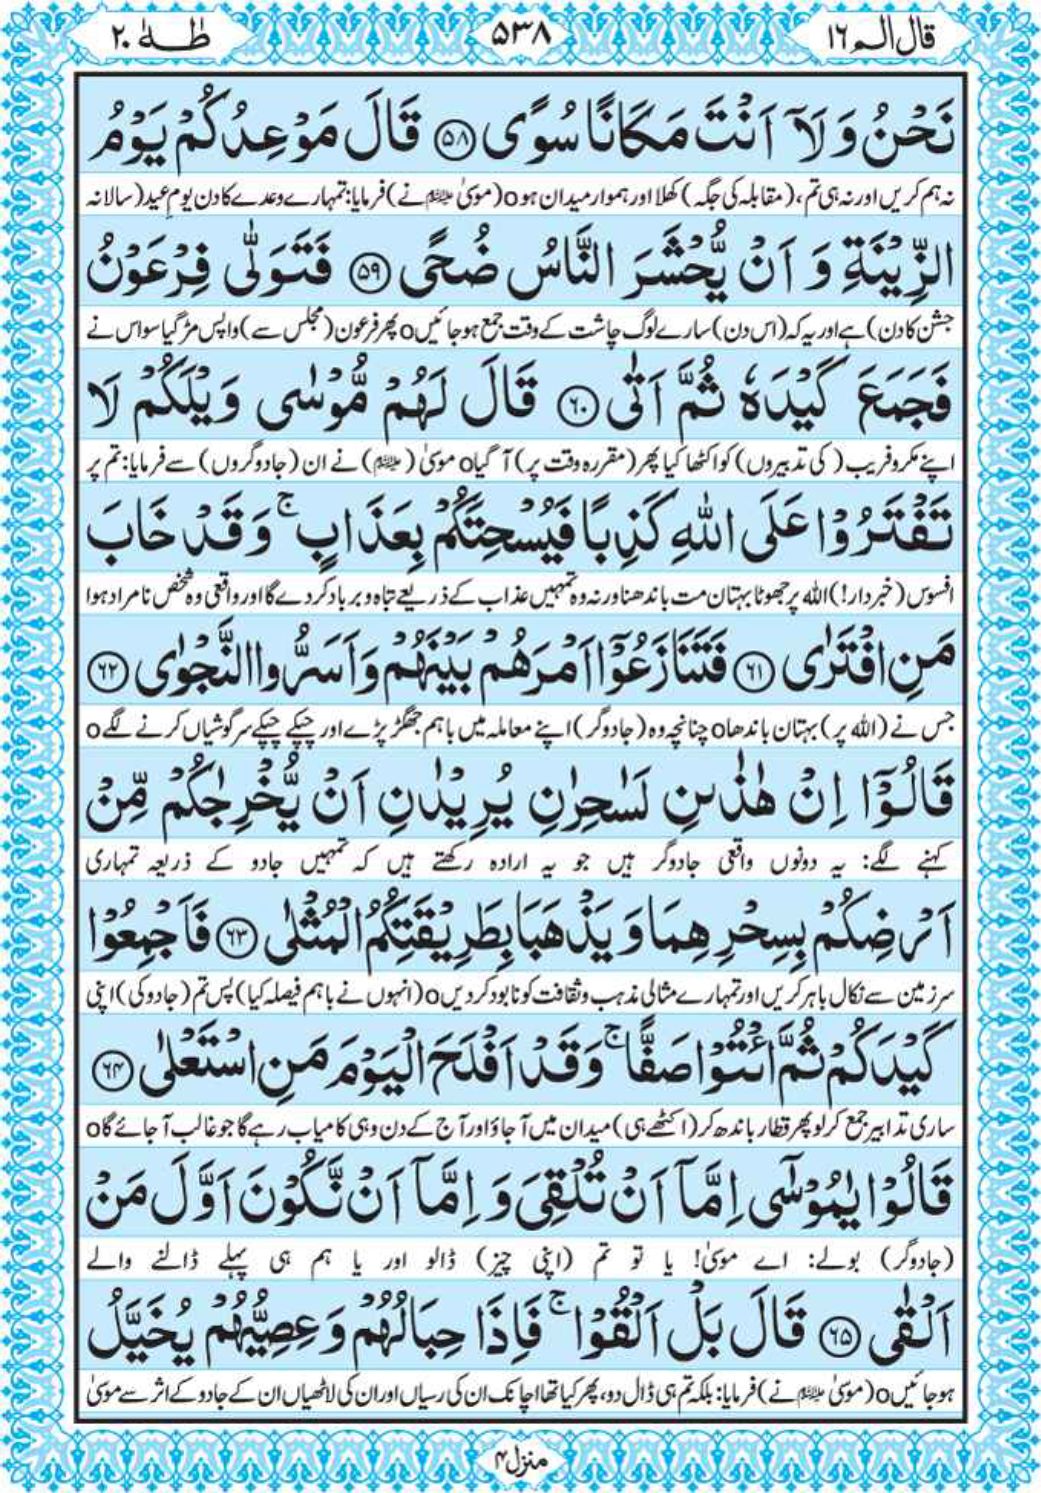 قال الم ١٦
٥٣٨
طٰهٰ ٢٠
نَحْنُ وَ لَاۤ اَنْتَ مَكَانًا سُوًى ﴿۵۸﴾ قَالَ مَوْعِدُكُمْ يَوْمُ
نہ ہم کریں اور نہ ہی تم، (مقابلہ کی جگہ) کھلا اور ہموار میدان ہو o (موسیٰ علیہ السلام نے) فرمایا: تمہارے وعدے کا دن یومِ عید (سالانہ
الزِّيْنَةِ وَ اَنْ يُّحْشَرَ النَّاسُ ضُحًى ﴿۵۹﴾ فَتَوَلّٰى فِرْعَوْنُ
جشن کا دن) ہے اور یہ کہ (اس دن) سارے لوگ چاشت کے وقت جمع ہو جائیں o پھر فرعون (مجلس سے) واپس مڑ گیا سو اس نے
فَجَمَعَ كَيْدَهٗ ثُمَّ اَتٰى ﴿۶۰﴾ قَالَ لَهُمْ مُّوْسٰى وَيْلَكُمْ لَا
اپنے مکر و فریب (کی تدبیروں) کو اکٹھا کیا پھر (مقررہ وقت پر) آ گیا o موسیٰ (علیہ السلام) نے ان (جادوگروں) سے فرمایا: تم پر
تَفْتَرُوْا عَلَى اللّٰهِ كَذِبًا فَيُسْحِتَكُمْ بِعَذَابٍ ۚ وَ قَدْ خَابَ
افسوس (خبردار!) اللہ پر جھوٹا بہتان مت باندھنا ورنہ وہ تمہیں عذاب کے ذریعے تباہ و برباد کردے گا اور واقعی وہ شخص نامراد ہوا
مَنِ افْتَرٰى ﴿۶۱﴾ فَتَنَازَعُوْۤا اَمْرَهُمْ بَيْنَهُمْ وَ اَسَرُّوا النَّجْوٰى ﴿۶۲﴾
جس نے (اللہ پر) بہتان باندھا o چنانچہ وہ (جادوگر) اپنے معاملہ میں باہم جھگڑ پڑے اور چپکے چپکے سرگوشیاں کرنے لگے o
قَالُوْۤا اِنْ هٰذٰىنِ لَسٰحِرٰنِ يُرِيْدٰنِ اَنْ يُّخْرِجٰكُمْ مِّنْ
کہنے لگے: یہ دونوں واقعی جادوگر ہیں جو یہ ارادہ رکھتے ہیں کہ تمہیں جادو کے ذریعہ تمہاری
اَرْضِكُمْ بِسِحْرِهِمَا وَ يَذْهَبَا بِطَرِيْقَتِكُمُ الْمُثْلٰى ﴿۶۳﴾ فَاَجْمِعُوْا
سرزمین سے نکال باہر کریں اور تمہارے مثالی مذہب و ثقافت کو نابود کردیں o (انہوں نے باہم فیصلہ کیا) پس تم (جادو کی) اپنی
كَيْدَكُمْ ثُمَّ ائْتُوْا صَفًّا ۚ وَ قَدْ اَفْلَحَ الْيَوْمَ مَنِ اسْتَعْلٰى ﴿۶۴﴾
ساری تدابیر جمع کر لو پھر قطار باندھ کر (اکٹھے ہی) میدان میں آ جاؤ اور آج کے دن وہی کامیاب رہے گا جو غالب آ جائے گا o
قَالُوْا يٰمُوْسٰۤى اِمَّاۤ اَنْ تُلْقِيَ وَ اِمَّاۤ اَنْ نَّكُوْنَ اَوَّلَ مَنْ
(جادوگر) بولے: اے موسیٰ! یا تو تم (اپنی چیز) ڈالو اور یا ہم ہی پہلے ڈالنے والے
اَلْقٰى ﴿۶۵﴾ قَالَ بَلْ اَلْقُوْا ۚ فَاِذَا حِبَالُهُمْ وَ عِصِيُّهُمْ يُخَيَّلُ
ہو جائیں o (موسیٰ علیہ السلام نے) فرمایا: بلکہ تم ہی ڈال دو، پھر کیا تھا اچانک ان کی رسیاں اور ان کی لاٹھیاں ان کے جادو کے اثر سے موسیٰ
منزل ۴